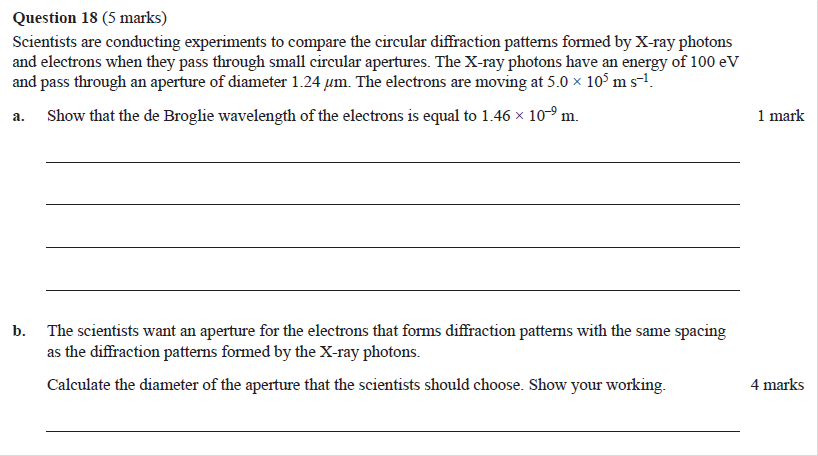 Question 18 (5 marks)
Scientists are conducting experiments to compare the circular diffraction patterns formed by X-ray photons
and electrons when they pass through small circular apertures. The X-ray photons have an energy of 100 eV
and pass through an aperture of diameter 1.24 μm. The electrons are moving at 5.0 × 10⁵ m s⁻¹.
a. Show that the de Broglie wavelength of the electrons is equal to 1.46 × 10⁻⁹ m. 1 mark
b. The scientists want an aperture for the electrons that forms diffraction patterns with the same spacing
as the diffraction patterns formed by the X-ray photons.
Calculate the diameter of the aperture that the scientists should choose. Show your working. 4 marks